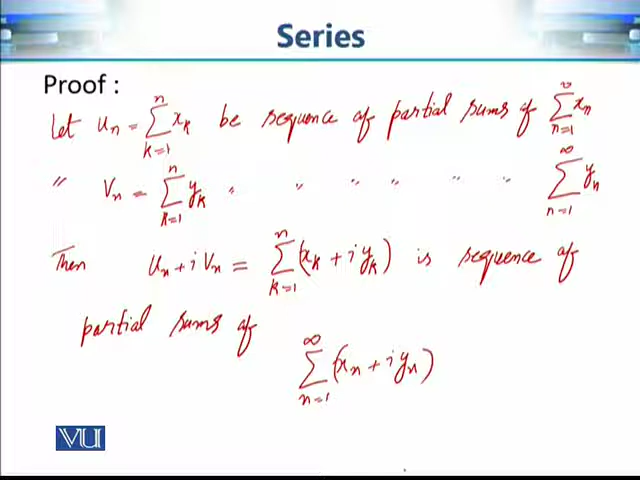 Series
Proof :
Let uₙ = ∑_{k=1}^{n} xₖ be sequence of partial sums of ∑_{n=1}^{∞} xₙ
" Vₙ = ∑_{k=1}^{n} yₖ " " " " " " ∑_{n=1}^{∞} yₙ
Then uₙ + i Vₙ = ∑_{k=1}^{n} (xₖ + i yₖ) is sequence of
partial sums of
∑_{n=1}^{∞} (xₙ + i yₙ)
VU